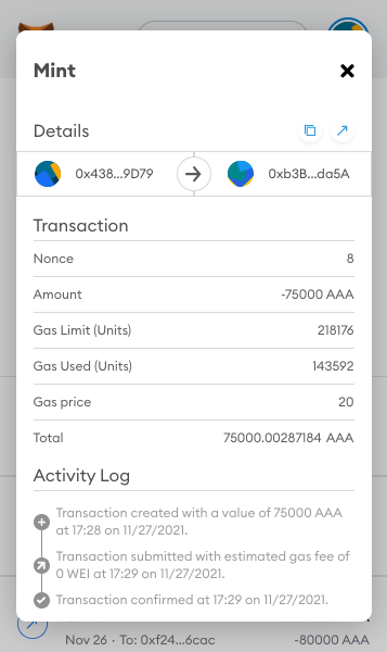 Mint
Details
0x438...9D79
0xb3B...da5A
Transaction
Nonce 8
Amount -75000 AAA
Gas Limit (Units) 218176
Gas Used (Units) 143592
Gas price 20
Total 75000.00287184 AAA
Activity Log
Transaction created with a value of 75000 AAA
at 17:28 on 11/27/2021.
Transaction submitted with estimated gas fee of
0 WEI at 17:29 on 11/27/2021.
Transaction confirmed at 17:29 on 11/27/2021.
Nov 26 · To: 0xf24...6cac -80000 AAA